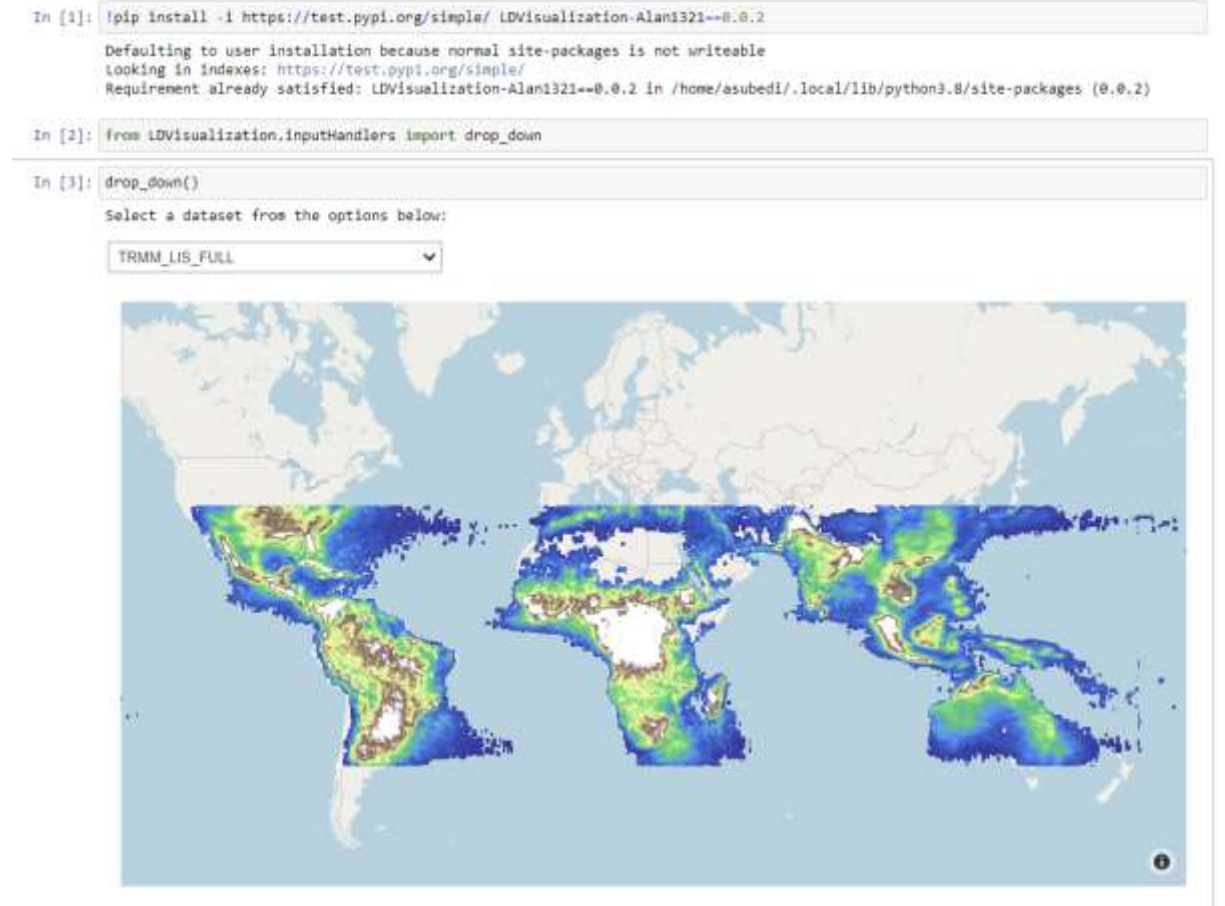 In [1]: !pip install -i https://test.pypi.org/simple/ LDVisualization-Alan1321==0.0.2
Defaulting to user installation because normal site-packages is not writeable
Looking in indexes: https://test.pypi.org/simple/
Requirement already satisfied: LDVisualization-Alan1321==0.0.2 in /home/asubedi/.local/lib/python3.8/site-packages (0.0.2)
In [2]: from LDVisualization.inputHandlers import drop_down
In [3]: drop_down()
Select a dataset from the options below:
TRMM_LIS_FULL